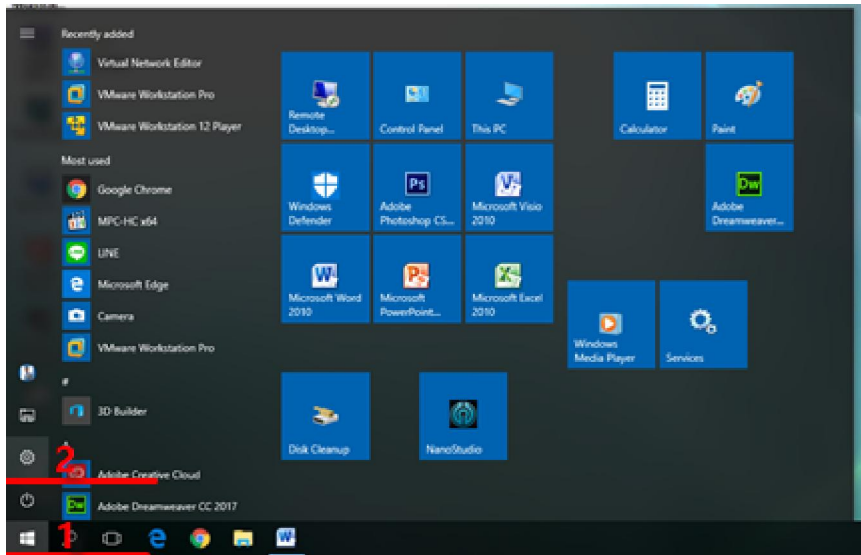 Recently added
Virtual Network Editor
VMware Workstation Pro
VMware Workstation 12 Player
Most used
Google Chrome
MPC-HC x64
LINE
Microsoft Edge
Camera
VMware Workstation Pro
#
3D Builder
A
Adobe Creative Cloud
Adobe Dreamweaver CC 2017
Remote
Desktop...
Control Panel
This PC
Calculator
Paint
Windows
Defender
Ps
Adobe
Photoshop CS...
Microsoft Visio
2010
Dw
Adobe
Dreamweaver...
Microsoft Word
2010
Microsoft
PowerPoint...
Microsoft Excel
2010
Windows
Media Player
Services
Disk Cleanup
NanoStudio
2
1